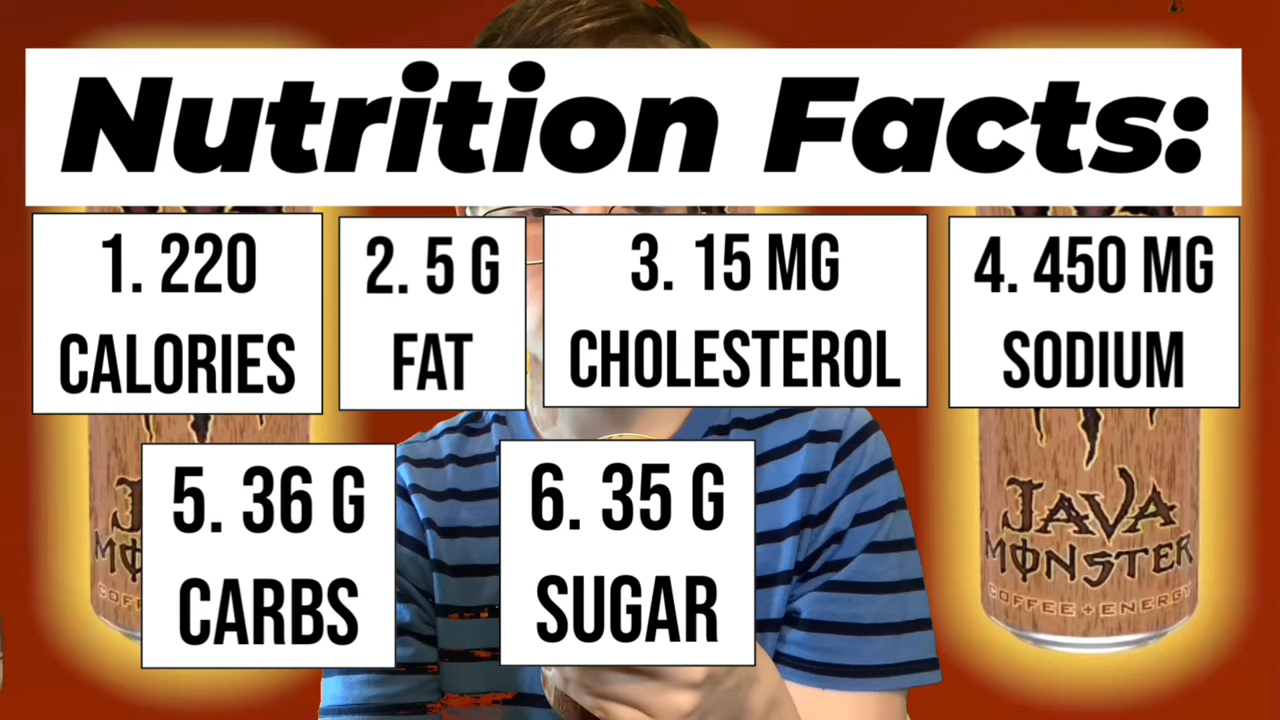 Nutrition Facts:
1. 220
CALORIES
2. 5 G
FAT
3. 15 MG
CHOLESTEROL
4. 450 MG
SODIUM
5. 36 G
CARBS
6. 35 G
SUGAR
JAVA
MONSTER
COFFEE+ENERGY